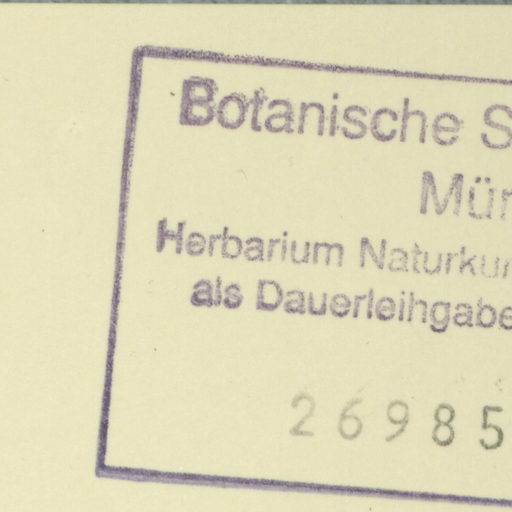 Botanische S
Mün
Herbarium Naturkun
als Dauerleihgabe
26985